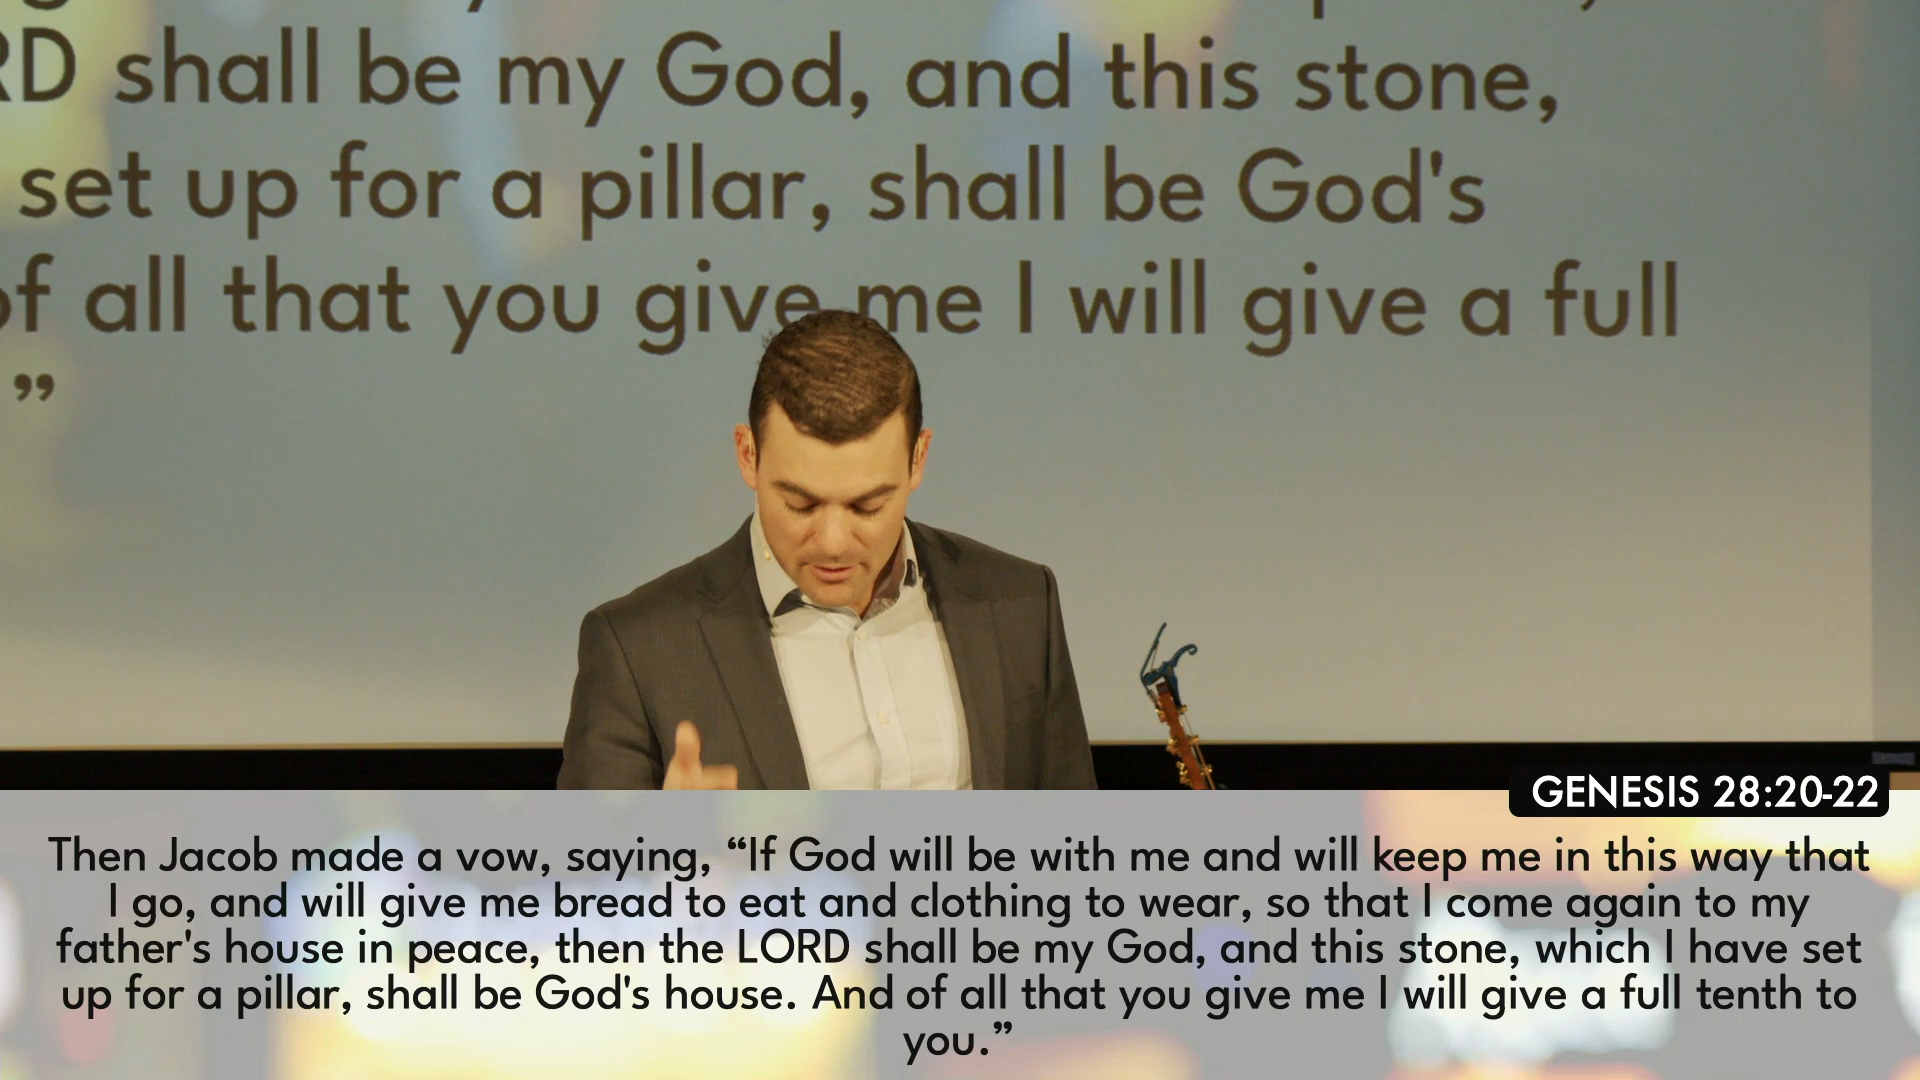 RD shall be my God, and this stone,
set up for a pillar, shall be God's
of all that you give me I will give a full
”
GENESIS 28:20-22
Then Jacob made a vow, saying, “If God will be with me and will keep me in this way that
I go, and will give me bread to eat and clothing to wear, so that I come again to my
father's house in peace, then the LORD shall be my God, and this stone, which I have set
up for a pillar, shall be God's house. And of all that you give me I will give a full tenth to
you.”